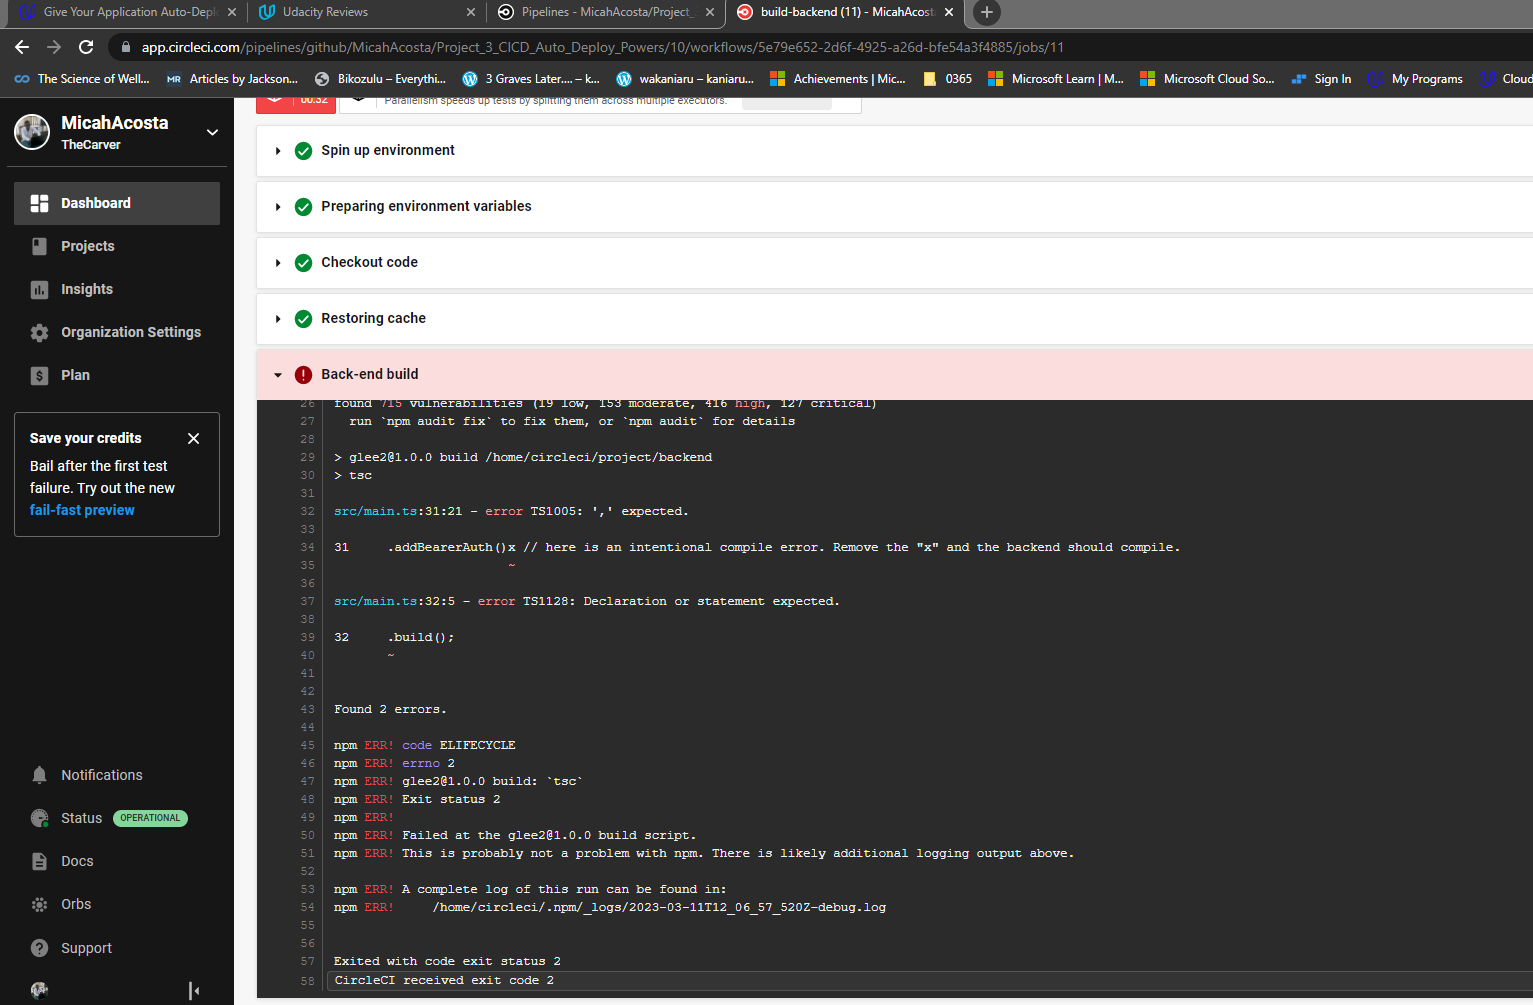 Give Your Application Auto-Depl
Udacity Reviews
Pipelines - MicahAcosta/Project_
build-backend (11) - MicahAcost
app.circleci.com/pipelines/github/MicahAcosta/Project_3_CICD_Auto_Deploy_Powers/10/workflows/5e79e652-2d6f-4925-a26d-bfe54a3f4885/jobs/11
The Science of Well...
MR Articles by Jackson...
Bikozulu – Everythi...
3 Graves Later.... – k...
wakaniaru – kaniaru...
Achievements | Mic...
0365
Microsoft Learn | M...
Microsoft Cloud So...
Sign In
My Programs
Cloud
MicahAcosta
TheCarver
Dashboard
Projects
Insights
Organization Settings
Plan
Save your credits
Bail after the first test
failure. Try out the new
fail-fast preview
Notifications
Status OPERATIONAL
Docs
Orbs
Support
00:32
Parallelism speeds up tests by splitting them across multiple executors.
Spin up environment
Preparing environment variables
Checkout code
Restoring cache
Back-end build
26 found 715 vulnerabilities (19 low, 153 moderate, 416 high, 127 critical)
27 run `npm audit fix` to fix them, or `npm audit` for details
28
29 > glee2@1.0.0 build /home/circleci/project/backend
30 > tsc
31
32 src/main.ts:31:21 - error TS1005: ',' expected.
33
34 31 .addBearerAuth()x // here is an intentional compile error. Remove the "x" and the backend should compile.
35 ~
36
37 src/main.ts:32:5 - error TS1128: Declaration or statement expected.
38
39 32 .build();
40 ~
41
42
43 Found 2 errors.
44
45 npm ERR! code ELIFECYCLE
46 npm ERR! errno 2
47 npm ERR! glee2@1.0.0 build: `tsc`
48 npm ERR! Exit status 2
49 npm ERR!
50 npm ERR! Failed at the glee2@1.0.0 build script.
51 npm ERR! This is probably not a problem with npm. There is likely additional logging output above.
52
53 npm ERR! A complete log of this run can be found in:
54 npm ERR! /home/circleci/.npm/_logs/2023-03-11T12_06_57_520Z-debug.log
55
56
57 Exited with code exit status 2
58 CircleCI received exit code 2